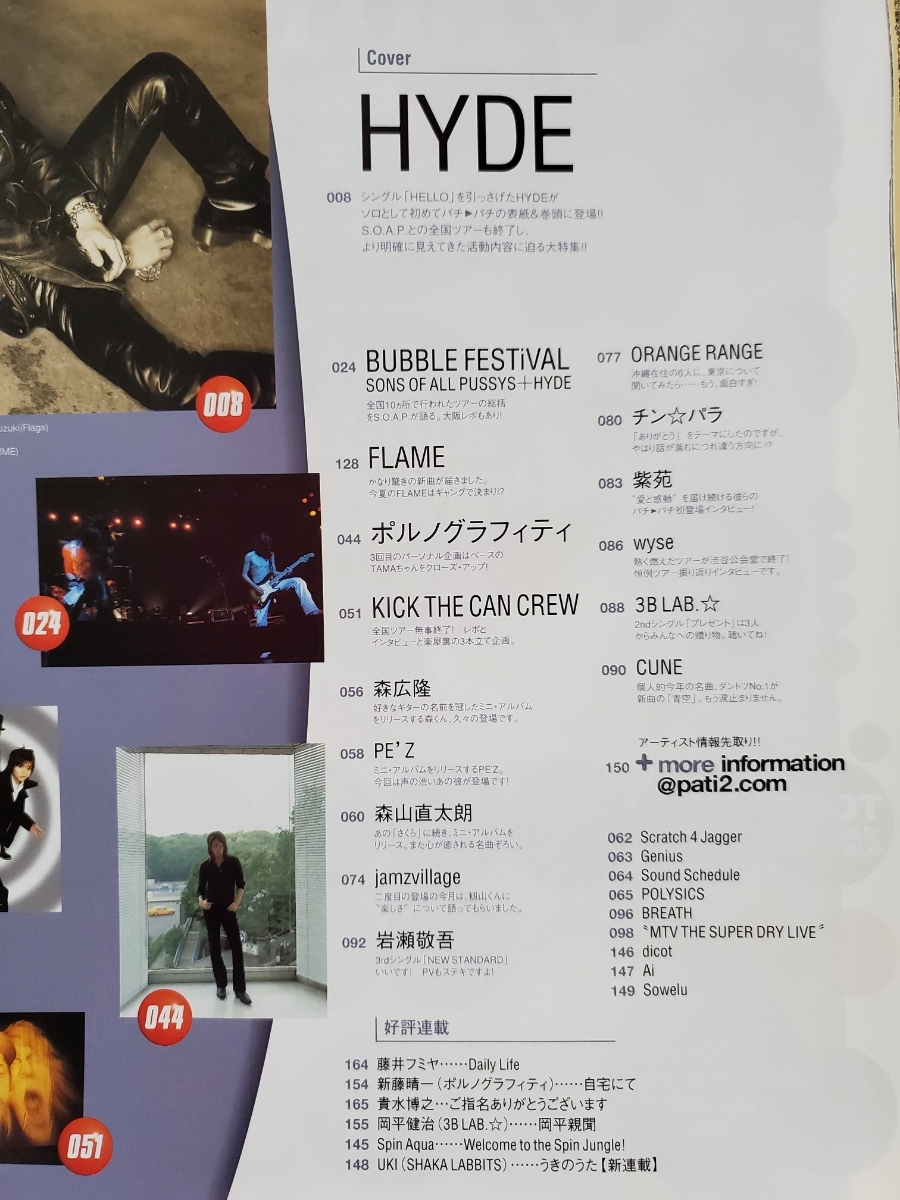 Cover
HYDE
008 シングル「HELLO」を引っさげたHYDEが
ソロとして初めてパチ▶パチの表紙&巻頭に登場!!
S.O.A.P.との全国ツアーも終了し、
より明確に見えてきた活動内容に迫る大特集!!
024 BUBBLE FESTiVAL
SONS OF ALL PUSSYS+HYDE
全国10ヵ所で行われたツアーの総括
をS.O.A.P.が語る。大阪レポもあり!
128 FLAME
かなり驚きの新曲が届きました。
今夏のFLAMEはギャングで決まり!?
044 ポルノグラフィティ
3回目のパーソナル企画はベースの
TAMAちゃんをクローズ・アップ!
051 KICK THE CAN CREW
全国ツアー無事終了! レポと
インタビューと楽屋裏の3本立て企画。
056 森広隆
好きなギターの名前を冠したミニ・アルバム
をリリースする森くん、久々の登場です。
058 PE'Z
ミニ・アルバムをリリースするPE'Z。
今回は声の渋いあの彼が登場です!
060 森山直太朗
あの「さくら」に続き、ミニ・アルバムを
リリース。また心が癒される名曲ぞろい。
074 jamzvillage
二度目の登場の今月は、籾山くんに
"楽しさ"について語ってもらいました。
092 岩瀬敬吾
3rdシングル「NEW STANDARD」
いいです! PVもステキですよ!
077 ORANGE RANGE
沖縄在住の6人に、東京について
聞いてみたら……もう、面白すぎ!
080 チン☆パラ
「ありがとう」をテーマにしたのですが、
やはり話が進むにつれ違う方向に!?
083 紫苑
"愛と感動"を届け続ける彼らの
パチ▶パチ初登場インタビュー!
086 wyse
熱く燃えたツアーが渋谷公会堂で終了!
恒例ツアー振り返りインタビューです。
088 3B LAB.☆
2ndシングル「プレゼント」は3人
からみんなへの贈り物。聴いてね!
090 CUNE
個人的今年の名曲、ダントツNo.1が
新曲の「青空」。もう涙止まりません。
アーティスト情報先取り!!
150 +more information
@pati2.com
062 Scratch 4 Jagger
063 Genius
064 Sound Schedule
065 POLYSICS
096 BREATH
098 "MTV THE SUPER DRY LIVE"
146 dicot
147 Ai
149 Sowelu
好評連載
164 藤井フミヤ……Daily Life
154 新藤晴一(ポルノグラフィティ)……自宅にて
165 貴水博之…ご指名ありがとうございます
155 岡平健治(3B LAB.☆)……岡平親聞
145 Spin Aqua……Welcome to the Spin Jungle!
148 UKI(SHAKA LABBITS)……うきのうた【新連載】
008
uzuki(Flags)
024
044
051